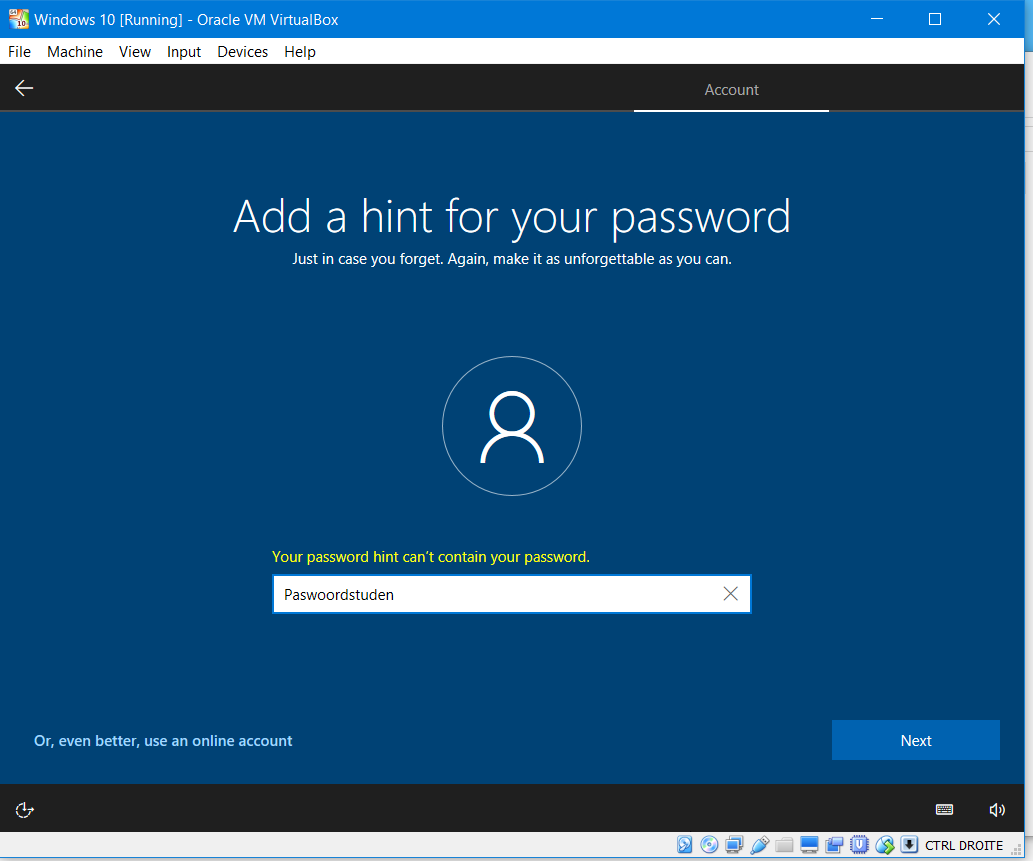 Windows 10 [Running] - Oracle VM VirtualBox
File Machine View Input Devices Help
Account
Add a hint for your password
Just in case you forget. Again, make it as unforgettable as you can.
Your password hint can't contain your password.
Paswoordstuden
Or, even better, use an online account
Next
CTRL DROITE